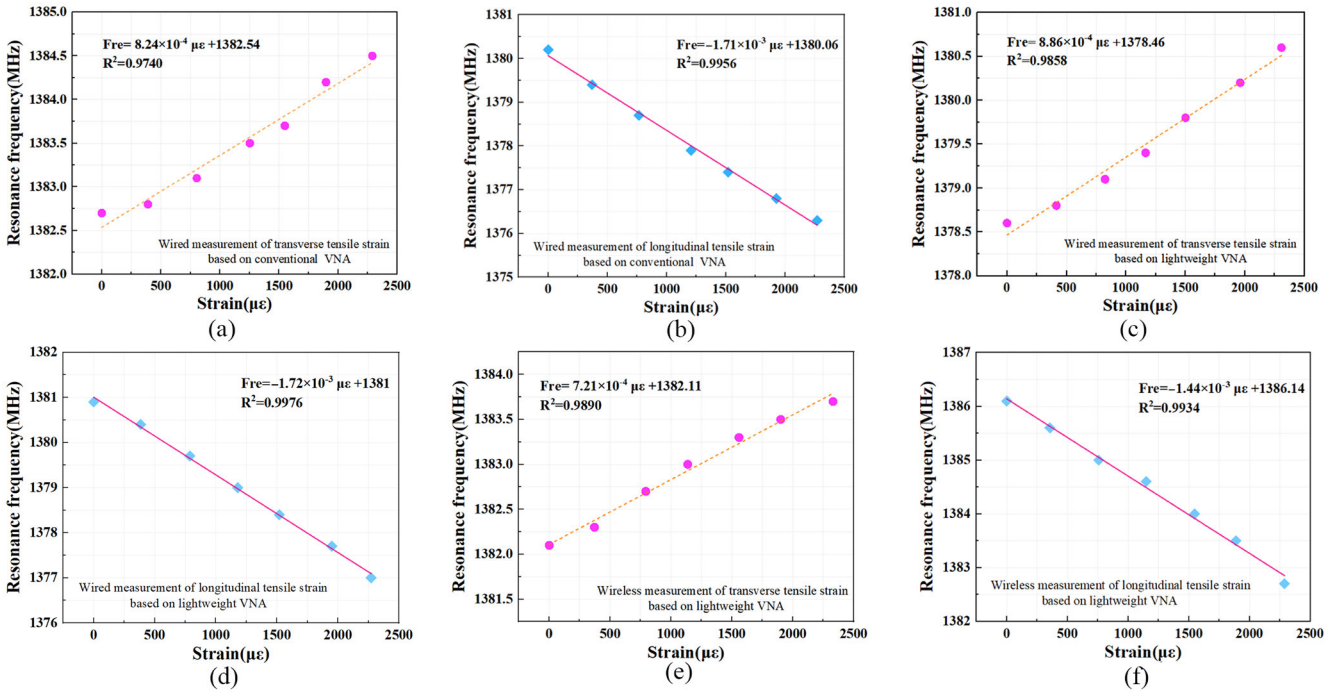 Resonance frequency(MHz)
1385.0
1384.5
1384.0
1383.5
1383.0
1382.5
1382.0
Fre= 8.24×10⁻⁴ με +1382.54
R²=0.9740
Wired measurement of transverse tensile strain
based on conventional VNA
0 500 1000 1500 2000 2500
Strain(με)
(a)
Resonance frequency(MHz)
1381
1380
1379
1378
1377
1376
1375
Fre=−1.71×10⁻³ με +1380.06
R²=0.9956
Wired measurement of longitudinal tensile strain
based on conventional VNA
0 500 1000 1500 2000 2500
Strain(με)
(b)
Resonance frequency(MHz)
1381.0
1380.5
1380.0
1379.5
1379.0
1378.5
1378.0
Fre= 8.86×10⁻⁴ με +1378.46
R²=0.9858
Wired measurement of transverse tensile strain
based on lightweight VNA
0 500 1000 1500 2000 2500
Strain(με)
(c)
Resonance frequency(MHz)
1382
1381
1380
1379
1378
1377
1376
Fre=−1.72×10⁻³ με +1381
R²=0.9976
Wired measurement of longitudinal tensile strain
based on lightweight VNA
0 500 1000 1500 2000 2500
Strain(με)
(d)
Resonance frequency(MHz)
1384.0
1383.5
1383.0
1382.5
1382.0
1381.5
Fre= 7.21×10⁻⁴ με +1382.11
R²=0.9890
Wireless measurement of transverse tensile strain
based on lightweight VNA
0 500 1000 1500 2000 2500
Strain(με)
(e)
Resonance frequency(MHz)
1387
1386
1385
1384
1383
1382
Fre=−1.44×10⁻³ με +1386.14
R²=0.9934
Wireless measurement of longitudinal tensile strain
based on lightweight VNA
0 500 1000 1500 2000 2500
Strain(με)
(f)